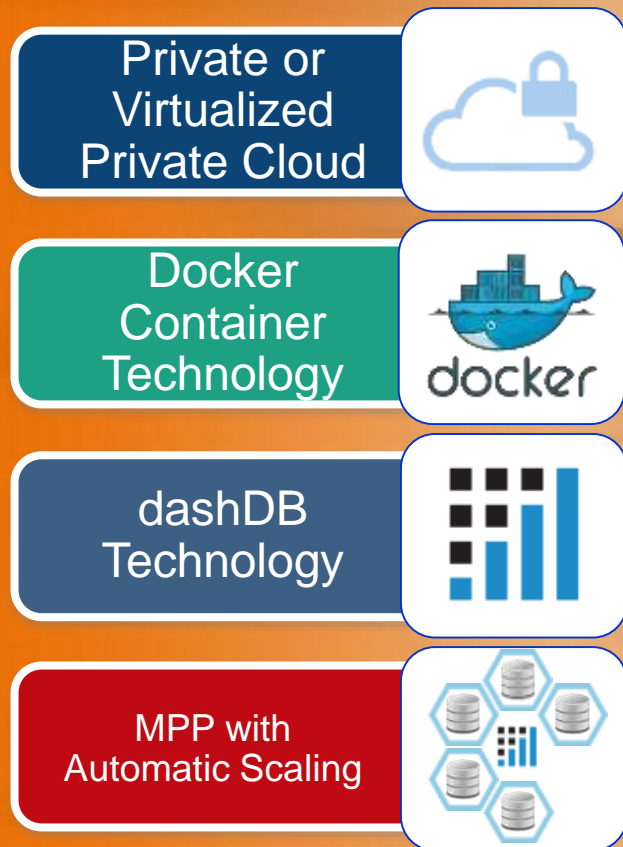 Private or
Virtualized
Private Cloud
Docker
Container
Technology
docker
dashDB
Technology
MPP with
Automatic Scaling